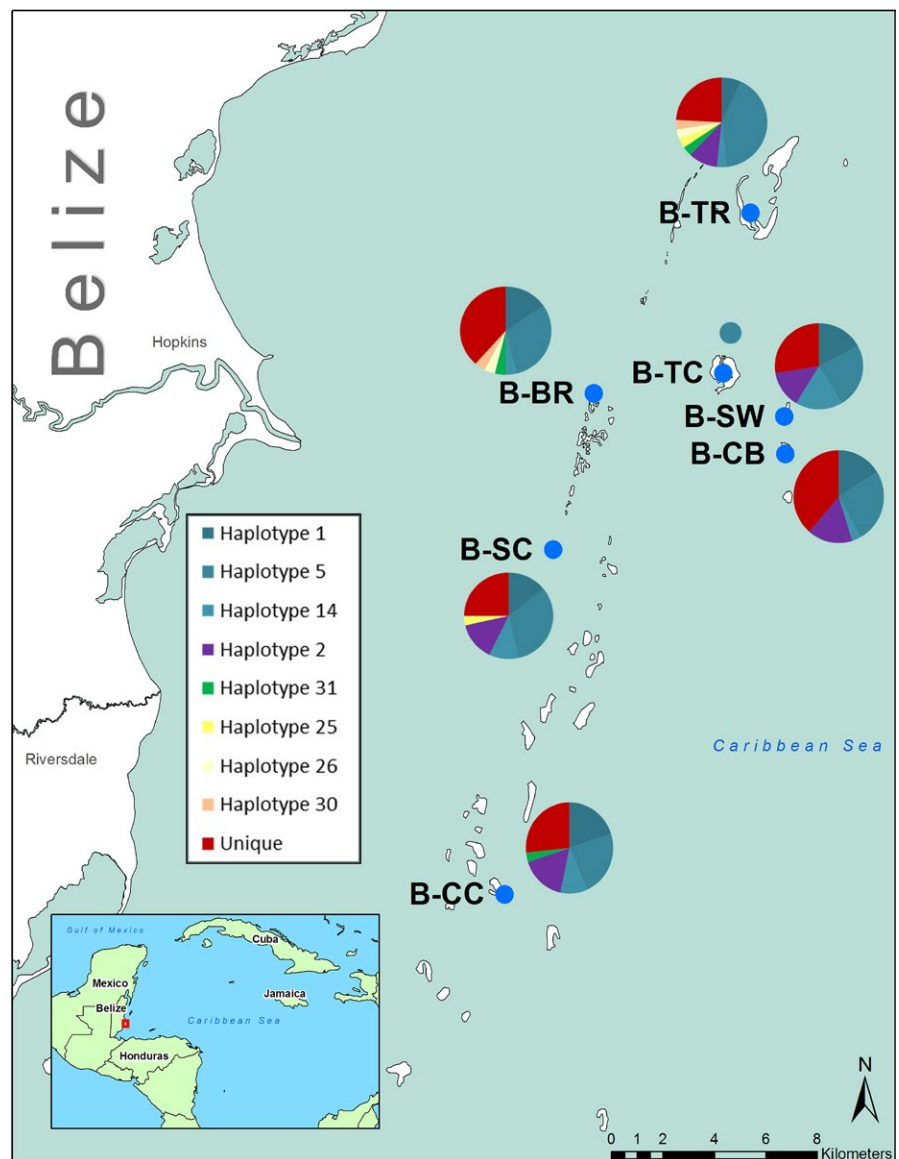 Belize
Hopkins
Riversdale
B-TR
B-TC
B-BR
B-SW
B-CB
B-SC
B-CC
Caribbean Sea
Haplotype 1
Haplotype 5
Haplotype 14
Haplotype 2
Haplotype 31
Haplotype 25
Haplotype 26
Haplotype 30
Unique
Gulf of Mexico
Cuba
Mexico
Jamaica
Belize
Caribbean Sea
Honduras
N
0 1 2 4 6 8
Kilometers